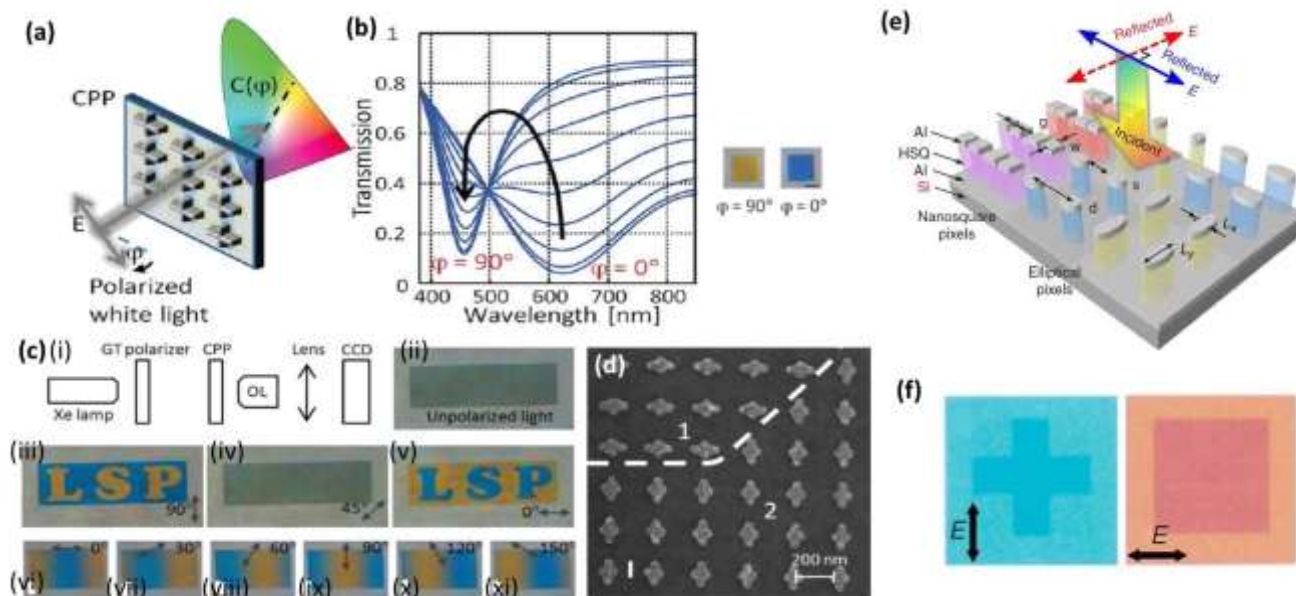 (a)
CPP
C(φ)
E
φ
Polarized
white light
(b)
Transmission
1
0.8
0.6
0.4
0.2
0
φ = 90°
φ = 0°
400 500 600 700 800
Wavelength [nm]
φ = 90° φ = 0°
(c)
(i)
GT polarizer CPP Lens CCD
OL
Xe lamp
(ii)
Unpolarized light
(iii)
LSP
90°
(iv)
45°
(v)
LSP
0°
(vi)
0°
(vii)
30°
(viii)
60°
(ix)
90°
(x)
120°
(xi)
150°
(d)
1
2
200 nm
(e)
Reflected
E
Reflected
E
Incident
Al
HSQ
Al
Si
g
w
s
d
Lx
Ly
Nanosquare
pixels
Elliptical
pixels
(f)
E
E